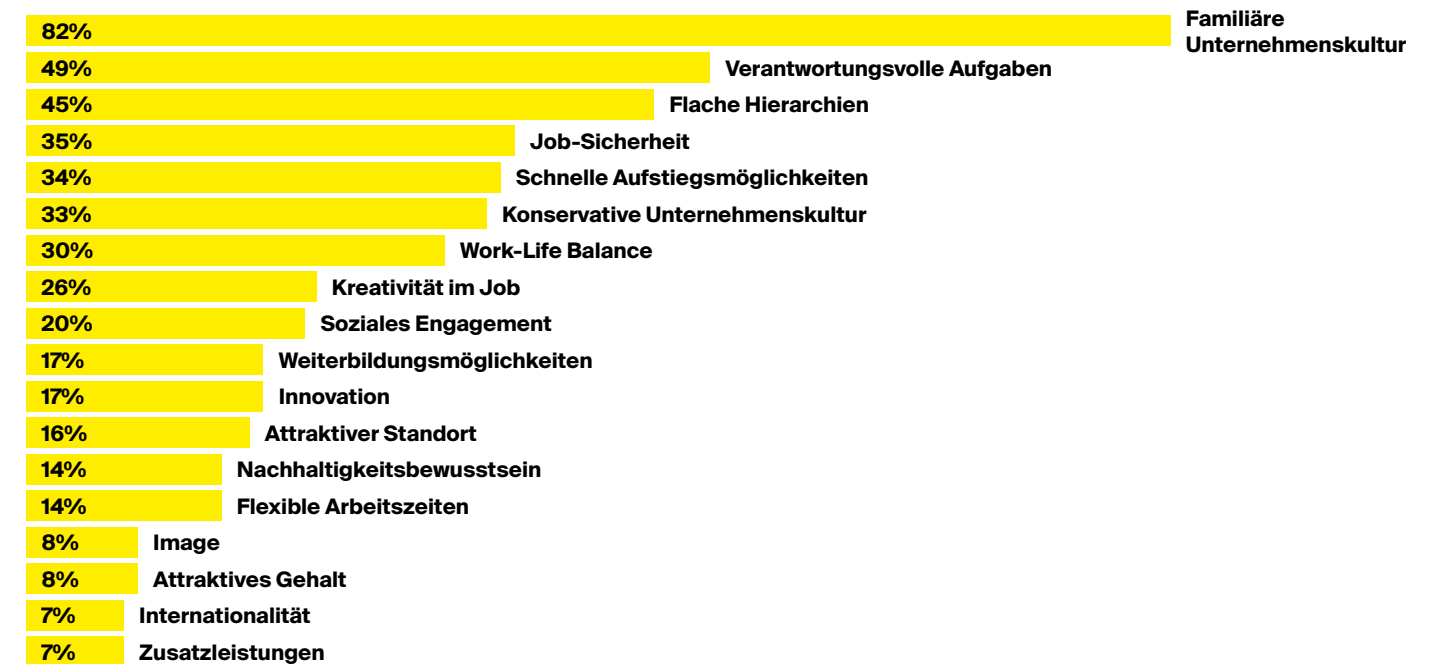 82% Familiäre
Unternehmenskultur
49% Verantwortungsvolle Aufgaben
45% Flache Hierarchien
35% Job-Sicherheit
34% Schnelle Aufstiegsmöglichkeiten
33% Konservative Unternehmenskultur
30% Work-Life Balance
26% Kreativität im Job
20% Soziales Engagement
17% Weiterbildungsmöglichkeiten
17% Innovation
16% Attraktiver Standort
14% Nachhaltigkeitsbewusstsein
14% Flexible Arbeitszeiten
8% Image
8% Attraktives Gehalt
7% Internationalität
7% Zusatzleistungen